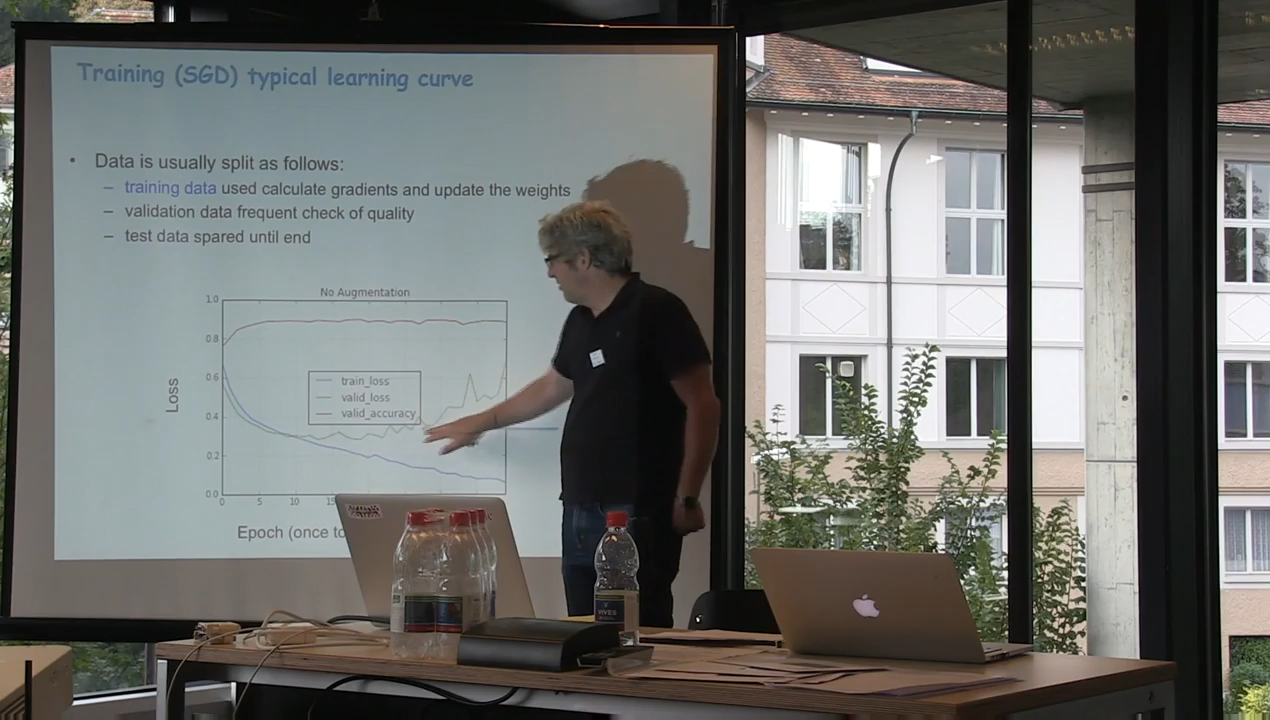 Training (SGD) typical learning curve
• Data is usually split as follows:
– training data used calculate gradients and update the weights
– validation data frequent check of quality
– test data spared until end
No Augmentation
1.0
0.8
0.6
0.4
0.2
0.0
Loss
train_loss
valid_loss
valid_accuracy
0 5 10
Epoch (once to
VIVES